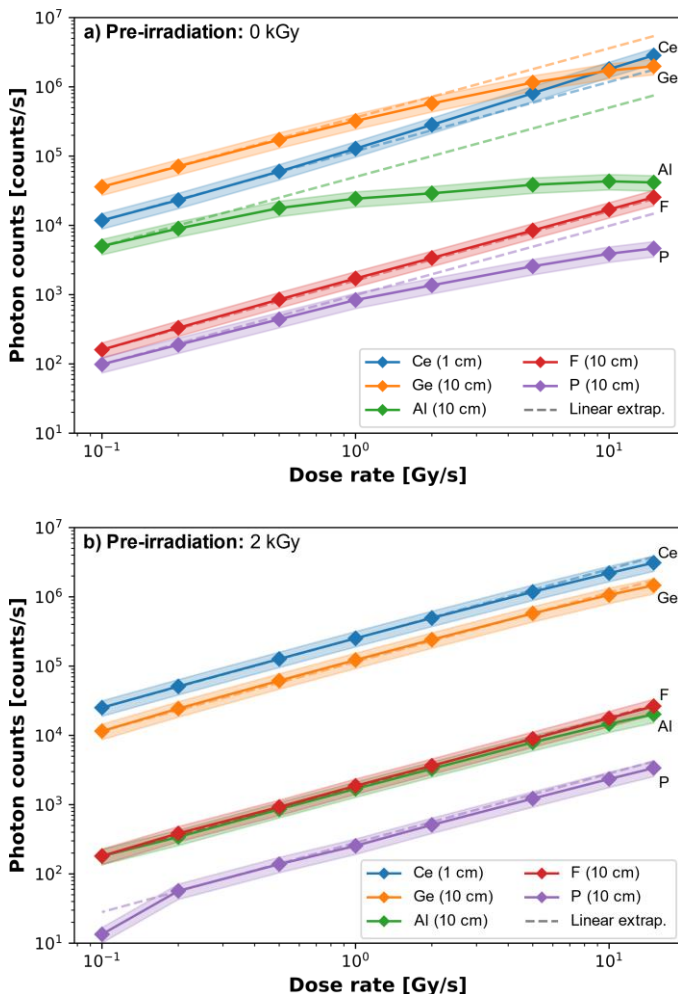 a) Pre-irradiation: 0 kGy
Photon counts [counts/s]
10^7
10^6
10^5
10^4
10^3
10^2
10^1
Ce
Ge
Al
F
P
Ce (1 cm)
Ge (10 cm)
Al (10 cm)
F (10 cm)
P (10 cm)
Linear extrap.
10^-1
10^0
10^1
Dose rate [Gy/s]
b) Pre-irradiation: 2 kGy
Photon counts [counts/s]
10^7
10^6
10^5
10^4
10^3
10^2
10^1
Ce
Ge
F
Al
P
Ce (1 cm)
Ge (10 cm)
Al (10 cm)
F (10 cm)
P (10 cm)
Linear extrap.
10^-1
10^0
10^1
Dose rate [Gy/s]